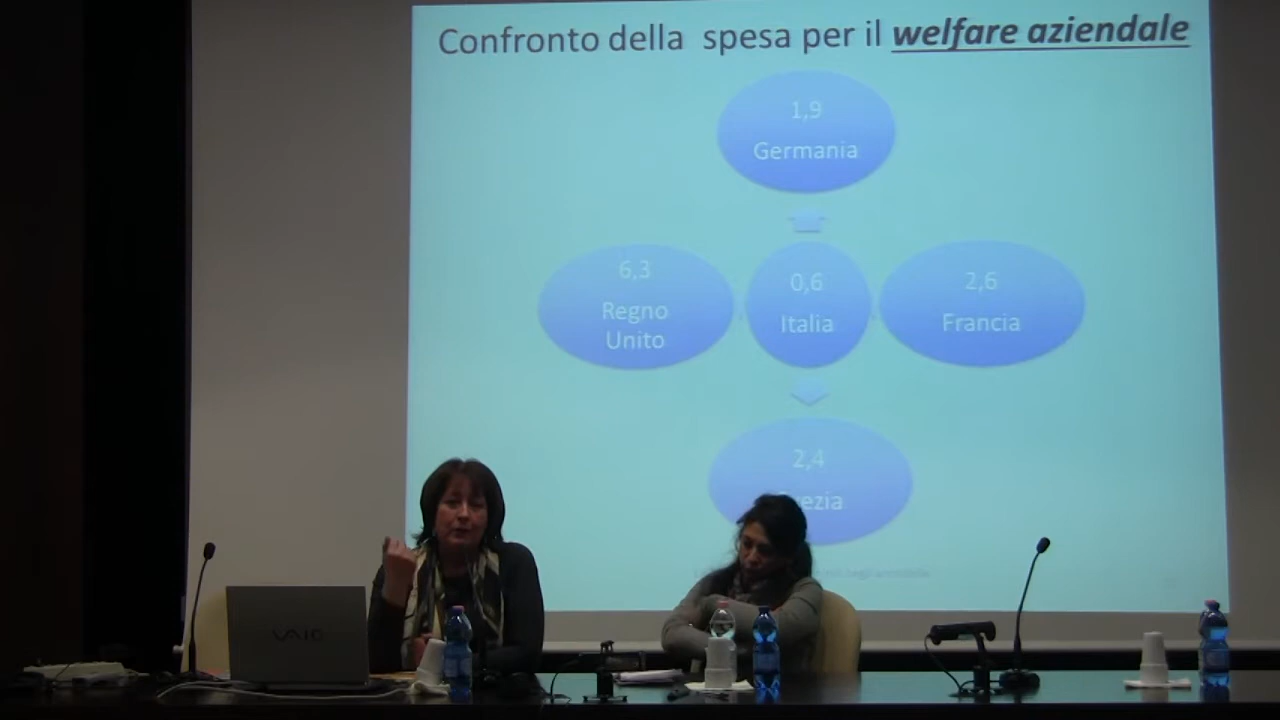 Confronto della spesa per il welfare aziendale
1,9
Germania
6,3
Regno
Unito
0,6
Italia
2,6
Francia
2,4
ezia
VAIO